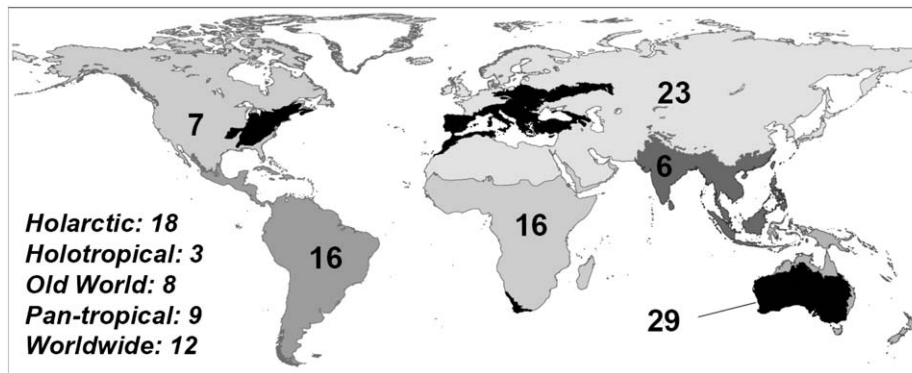 7
23
6
16
16
29
Holarctic: 18
Holotropical: 3
Old World: 8
Pan-tropical: 9
Worldwide: 12